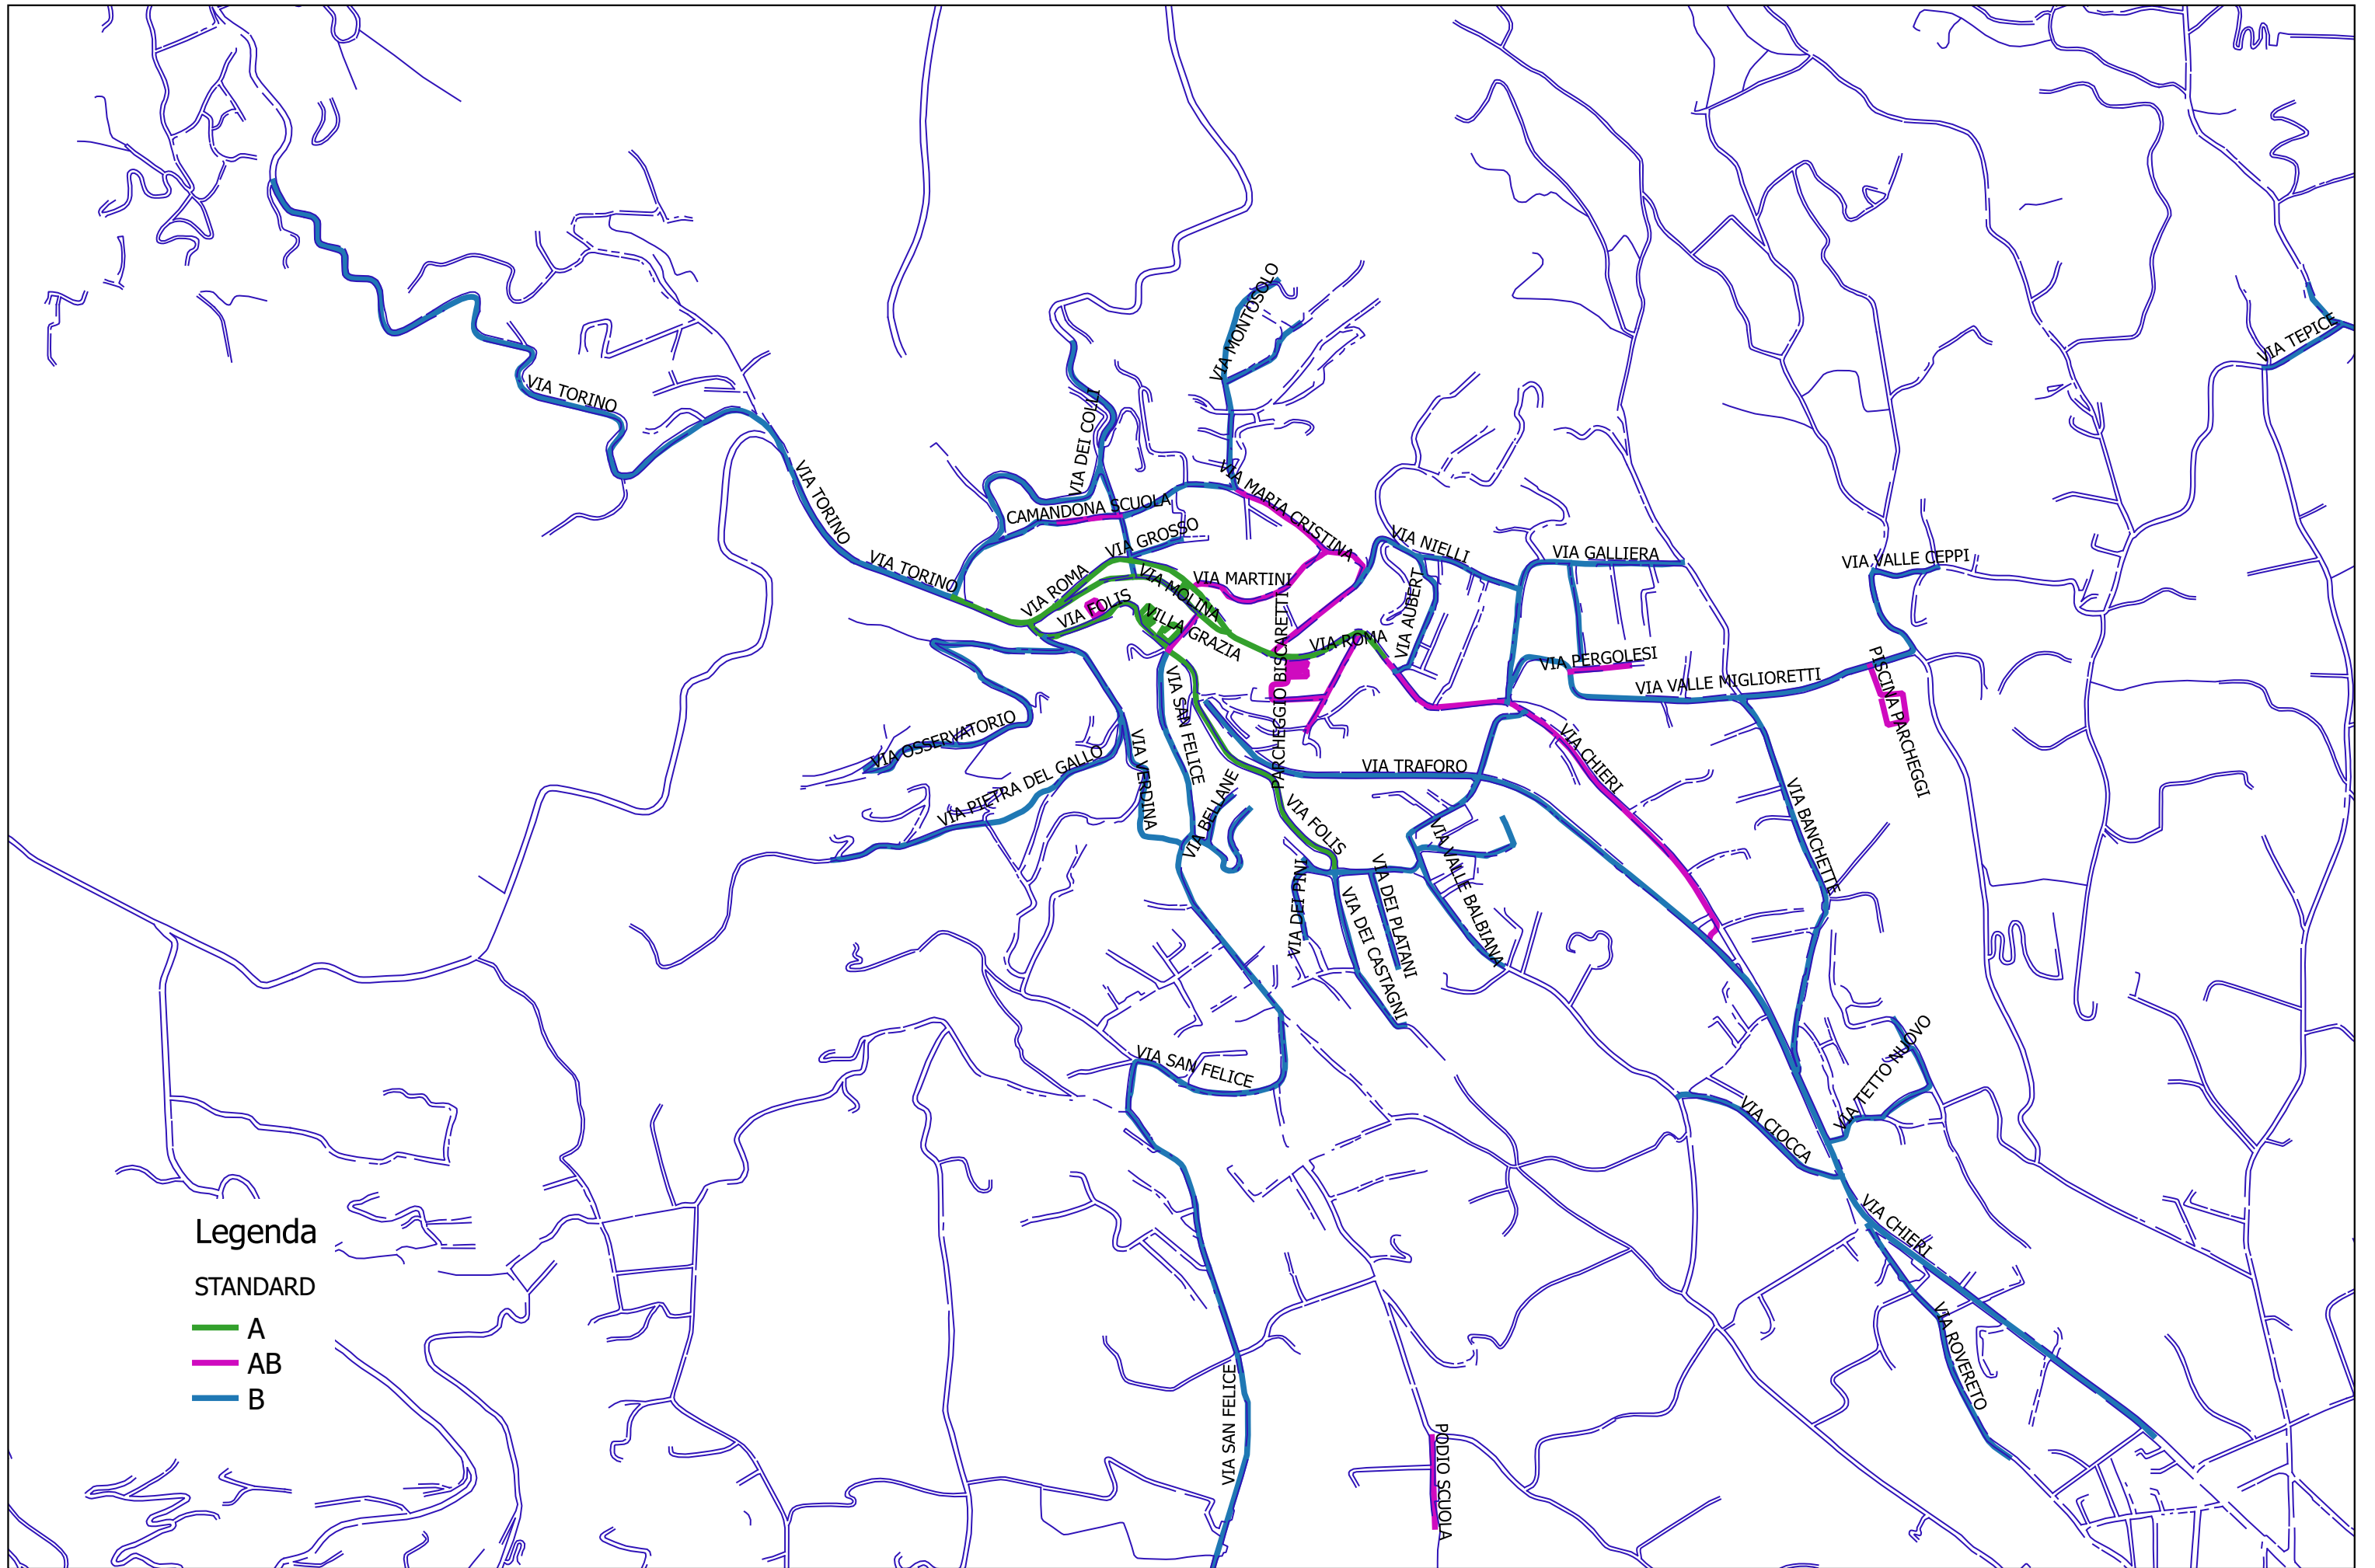 VIA MONTOSOLO
VIA TEPICE
VIA TORINO
VIA DEI COLLI
VIA TORINO
VIA MARIA CRISTINA
CAMANDONA SCUOLA
VIA GROSSO
VIA NIELLI
VIA GALLIERA
VIA VALLE CEPPI
VIA TORINO
VIA ROMA
VIA MOLINA
VIA MARTINI
VIA AUBERT
VIA FOLIS
VILLA GRAZIA
PARCHEGGIO BISCARETTI
VIA ROMA
VIA PERGOLESI
VIA VALLE MIGLIORETTI
PISCINA PARCHEGGI
VIA SAN FELICE
VIA OSSERVATORIO
VIA PIETRA DEL GALLO
VIA VERDINA
VIA BELLANE
VIA TRAFORO
VIA CHIERI
VIA BANCHETTE
VIA FOLIS
VIA DEI PINI
VIA DEI CASTAGNI
VIA DEI PLATANI
VIA VALLE BALBIANA
VIA SAN FELICE
VIA TETTO NUOVO
VIA CIOCCA
VIA CHIERI
VIA ROVERETO
VIA SAN FELICE
PODIO SCUOLA
Legenda
STANDARD
A
AB
B